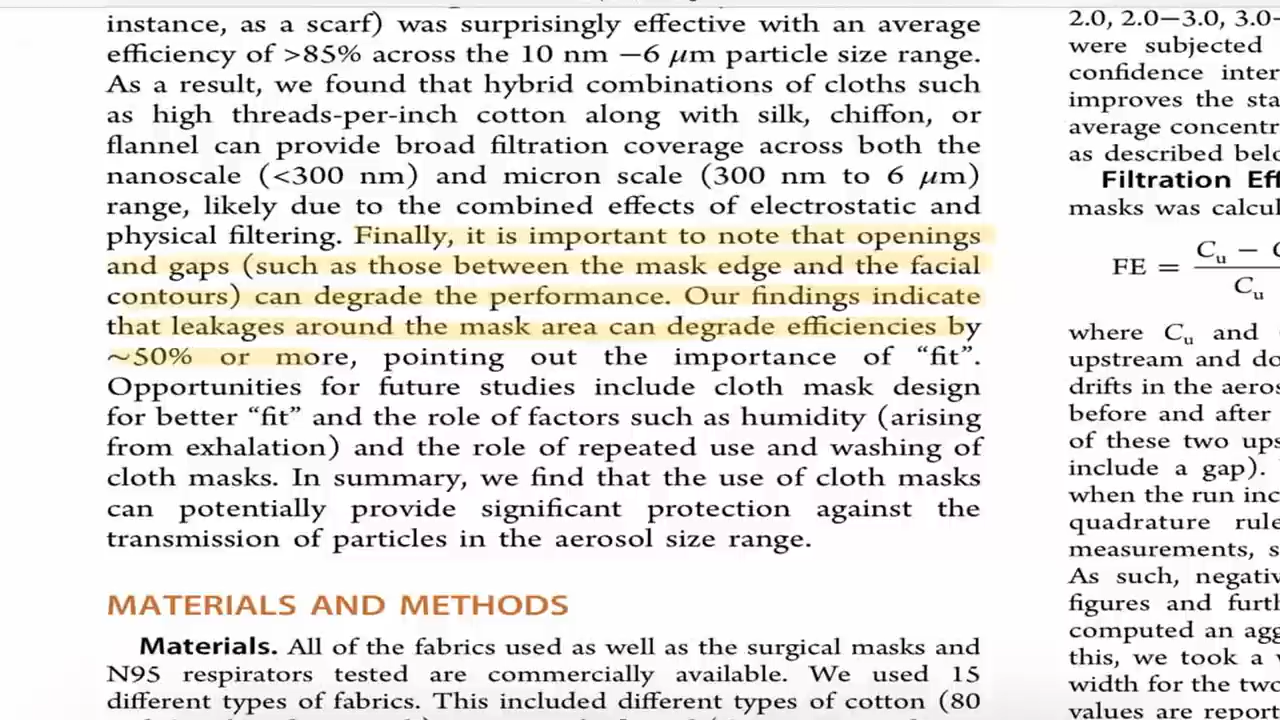 instance, as a scarf) was surprisingly effective with an average
efficiency of >85% across the 10 nm −6 μm particle size range.
As a result, we found that hybrid combinations of cloths such
as high threads-per-inch cotton along with silk, chiffon, or
flannel can provide broad filtration coverage across both the
nanoscale (<300 nm) and micron scale (300 nm to 6 μm)
range, likely due to the combined effects of electrostatic and
physical filtering. Finally, it is important to note that openings
and gaps (such as those between the mask edge and the facial
contours) can degrade the performance. Our findings indicate
that leakages around the mask area can degrade efficiencies by
∼50% or more, pointing out the importance of “fit”.
Opportunities for future studies include cloth mask design
for better “fit” and the role of factors such as humidity (arising
from exhalation) and the role of repeated use and washing of
cloth masks. In summary, we find that the use of cloth masks
can potentially provide significant protection against the
transmission of particles in the aerosol size range.
MATERIALS AND METHODS
Materials. All of the fabrics used as well as the surgical masks and
N95 respirators tested are commercially available. We used 15
different types of fabrics. This included different types of cotton (80
2.0, 2.0−3.0, 3.0−
were subjected
confidence inter
improves the sta
average concentr
as described belo
Filtration Eff
masks was calcul
FE =
Cu −
Cu
where Cu and
upstream and do
drifts in the aeros
before and after
of these two ups
include a gap).
when the run inc
quadrature rule
measurements, s
As such, negativ
figures and furth
computed an agg
this, we took a
width for the two
values are report